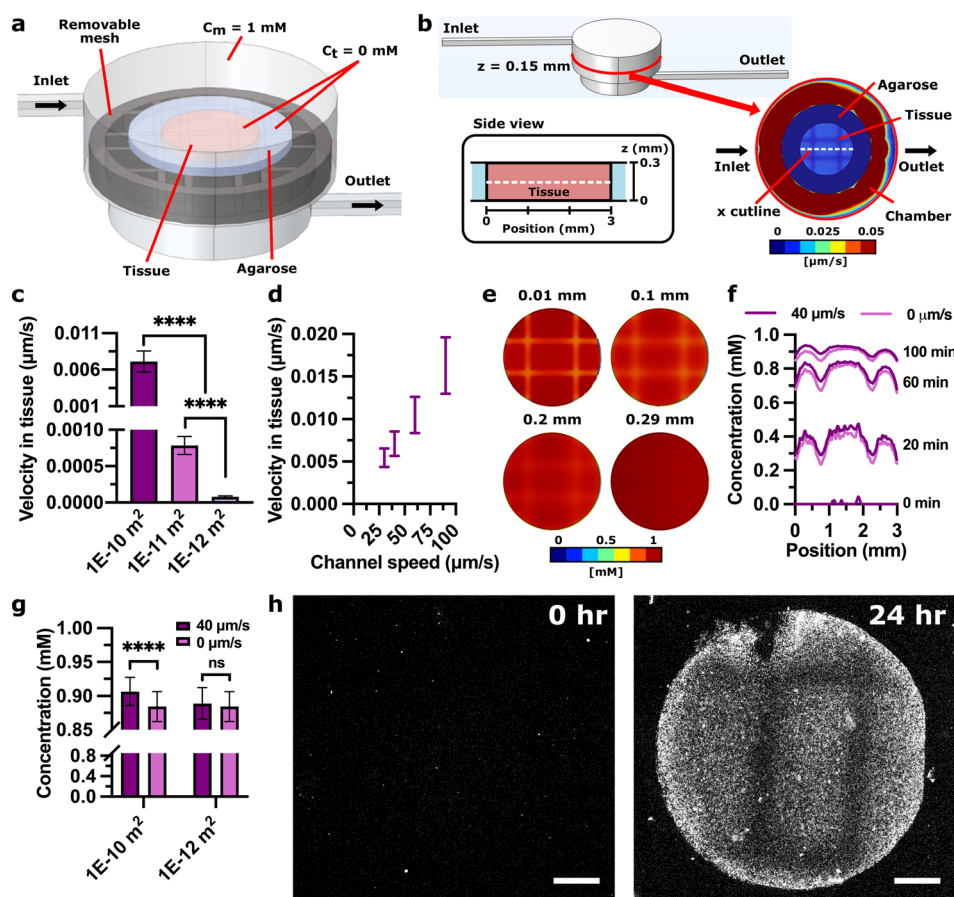 a
Removable
mesh
Cm = 1 mM
Ct = 0 mM
Inlet
Outlet
Tissue
Agarose
b
Inlet
z = 0.15 mm
Outlet
Agarose
Tissue
Side view
z (mm)
0.3
Tissue
0
0
3
Position (mm)
Inlet
Outlet
x cutline
Chamber
0 0.025 0.05
[µm/s]
c
Velocity in tissue (µm/s)
0.011
0.006
0.001
0.0010
0.0005
0.0000
****
****
1E-10 m²
1E-11 m²
1E-12 m²
d
Velocity in tissue (µm/s)
0.020
0.015
0.010
0.005
0.000
0
25
50
75
100
Channel speed (µm/s)
e
0.01 mm
0.1 mm
0.2 mm
0.29 mm
0 0.5 1
[mM]
f
40 µm/s
0 µm/s
Concentration (mM)
1.0
0.8
0.6
0.4
0.2
0.0
100 min
60 min
20 min
0 min
0 1 2 3
Position (mm)
g
40 µm/s
0 µm/s
Concentration (mM)
1.00
0.95
0.90
0.85
0.8
0.6
0.4
0.2
0.0
****
ns
1E-10 m²
1E-12 m²
h
0 hr
24 hr